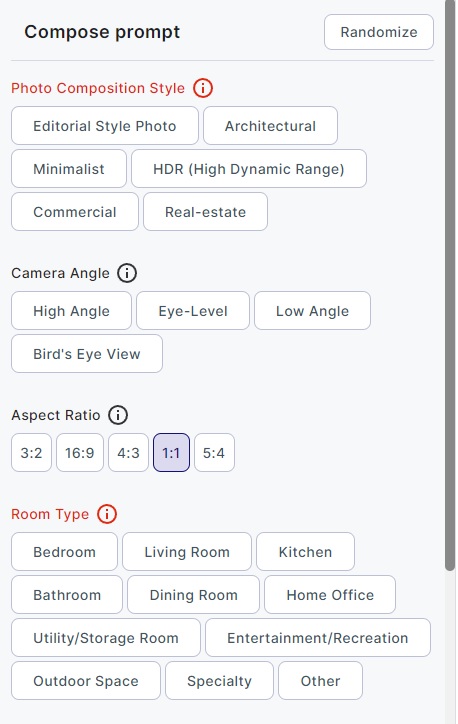 Compose prompt Randomize
Photo Composition Style
Editorial Style Photo Architectural
Minimalist HDR (High Dynamic Range)
Commercial Real-estate
Camera Angle
High Angle Eye-Level Low Angle
Bird's Eye View
Aspect Ratio
3:2 16:9 4:3 1:1 5:4
Room Type
Bedroom Living Room Kitchen
Bathroom Dining Room Home Office
Utility/Storage Room Entertainment/Recreation
Outdoor Space Specialty Other